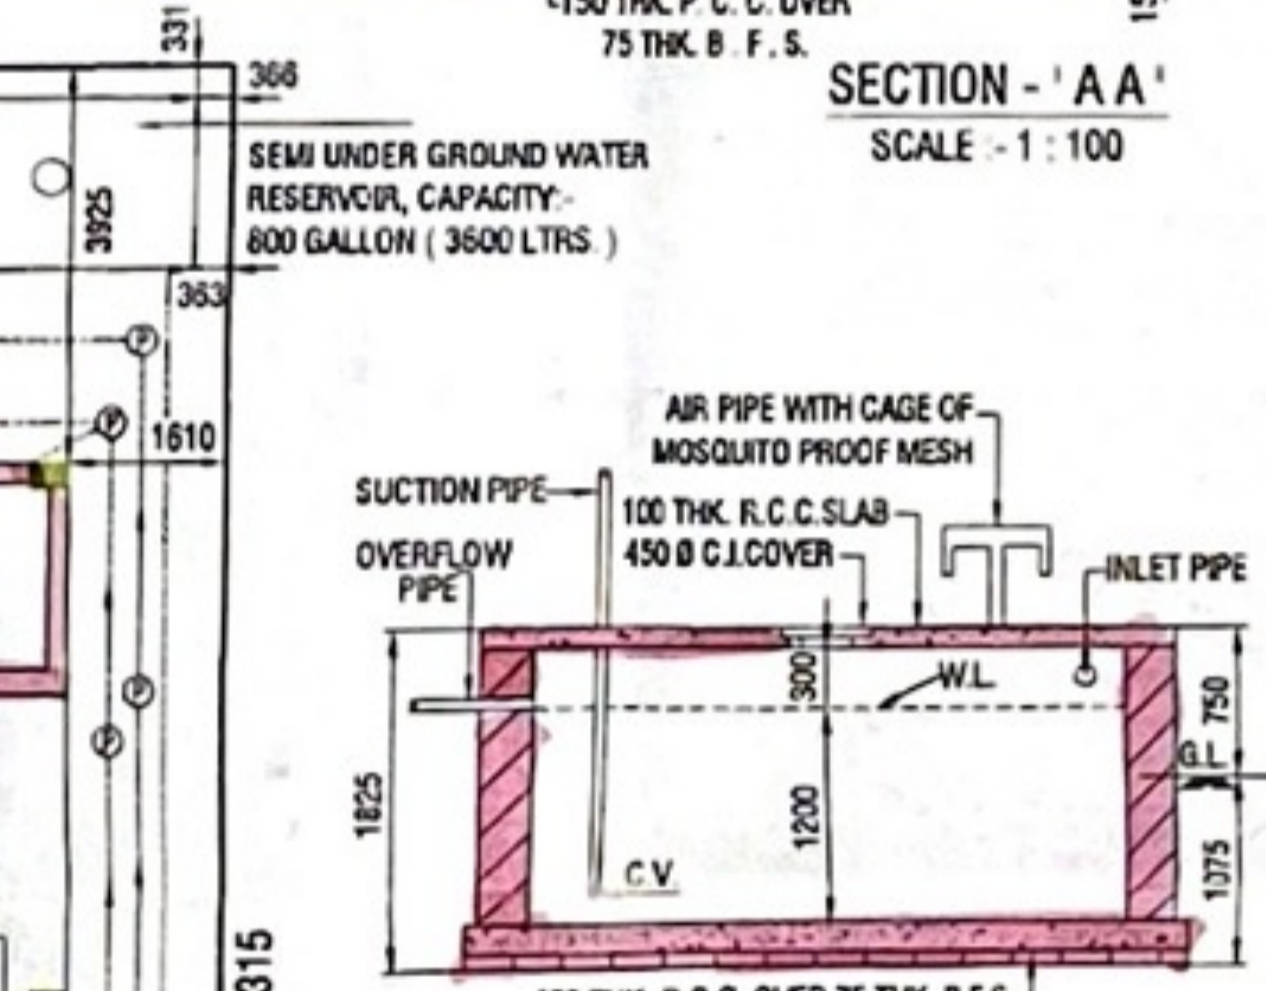 75 THK. B . F . S.
SECTION - ' A A '
SCALE :- 1 : 100
331
366
SEMI UNDER GROUND WATER
RESERVOIR, CAPACITY:-
800 GALLON ( 3600 LTRS. )
3925
363
P
P
1610
P
P
315
AIR PIPE WITH CAGE OF
MOSQUITO PROOF MESH
SUCTION PIPE
100 THK. R.C.C.SLAB
450 Ø C.I.COVER
OVERFLOW
PIPE
INLET PIPE
300
W.L.
750
G.L
1825
1200
C.V.
1075